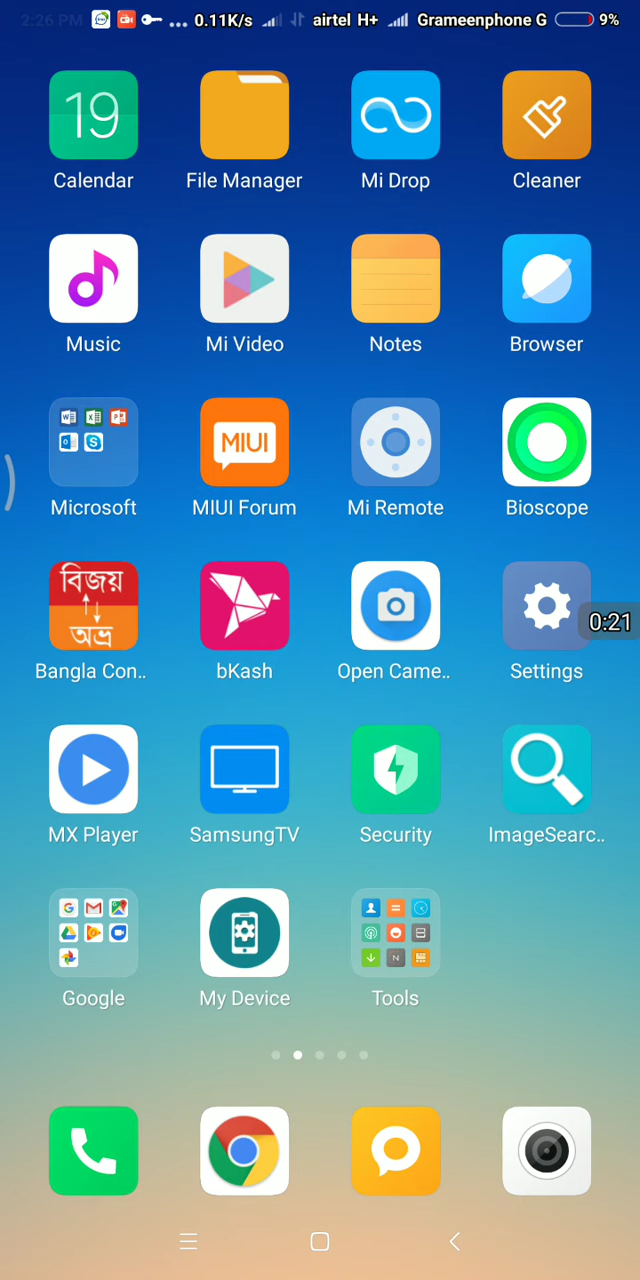 2:26 PM ... 0.11K/s airtel H+ Grameenphone G 9%
19
Calendar File Manager Mi Drop Cleaner
Music Mi Video Notes Browser
Microsoft MIUI Forum Mi Remote Bioscope
MIUI
বিজয়
অভ্র
0:21
Bangla Con.. bKash Open Came.. Settings
MX Player SamsungTV Security ImageSearc..
Google My Device Tools